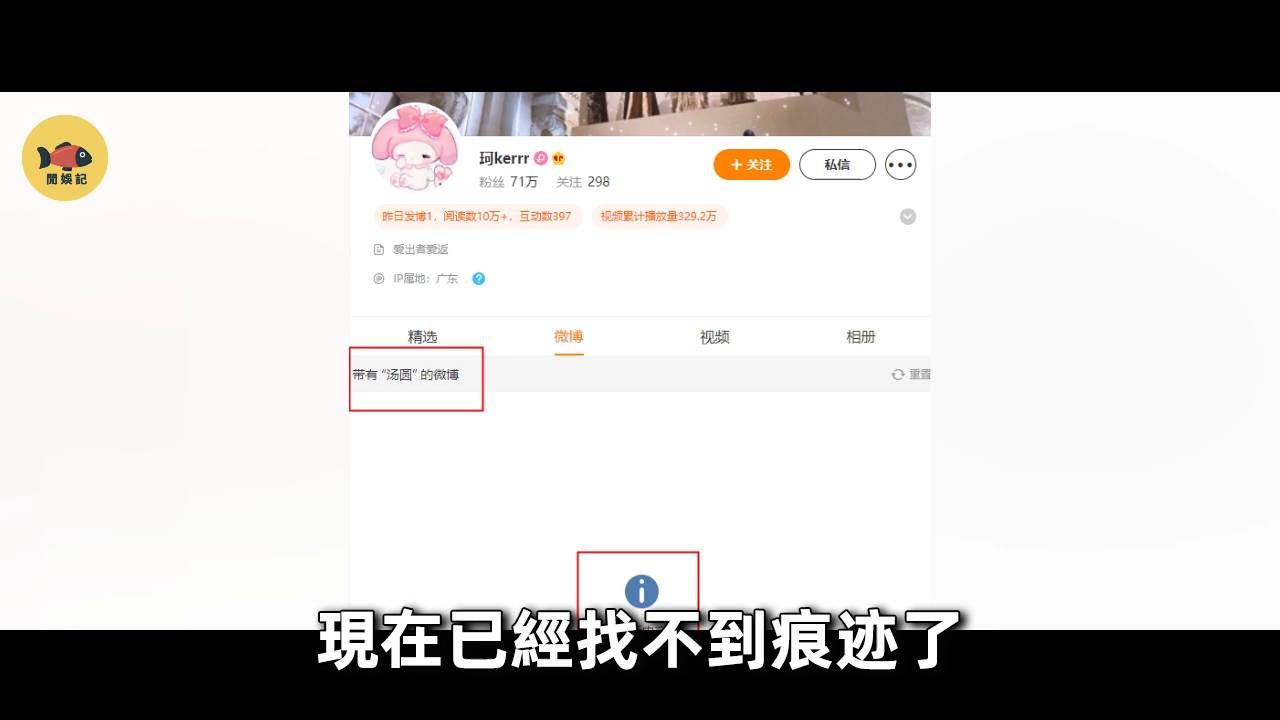 閒娛記
珂kerrr
粉丝 71万 关注 298
+ 关注
私信
昨日发博1，阅读数10万+，互动数397
视频累计播放量329.2万
爱出者爱返
IP属地：广东
精选
微博
视频
相册
带有“汤圆”的微博
重置
現在已經找不到痕迹了